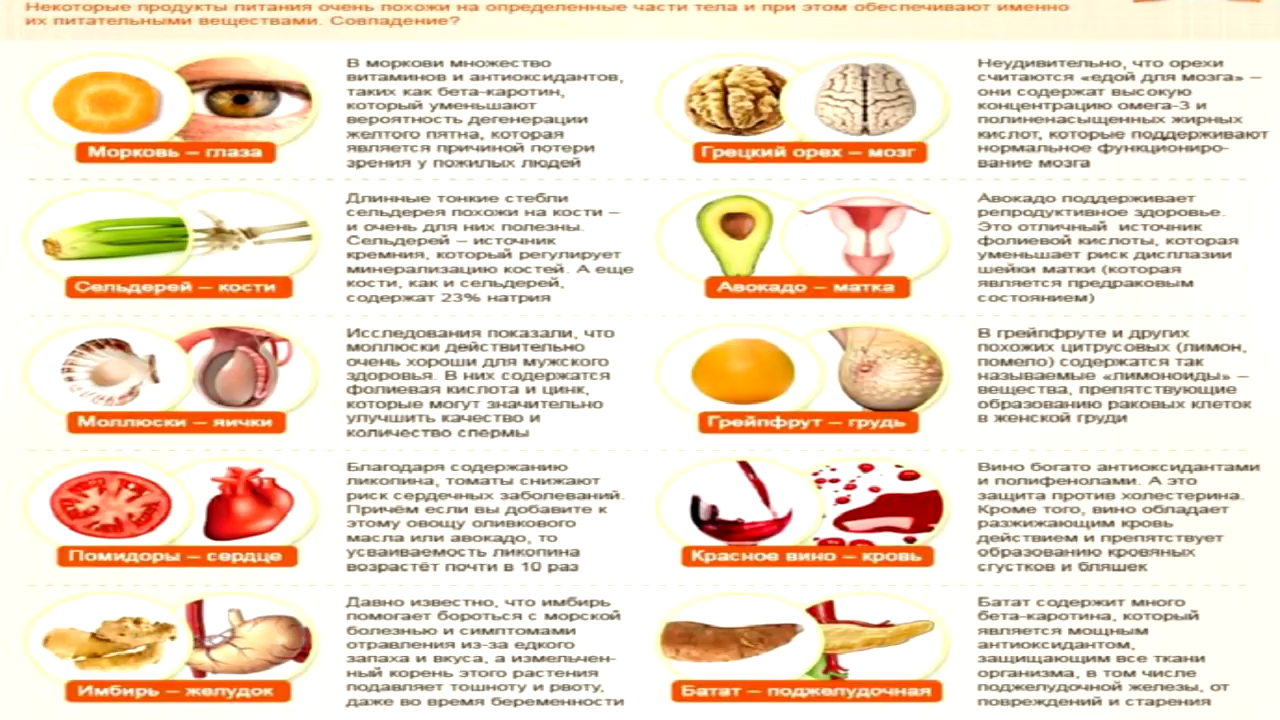 Некоторые продукты питания очень похожи на определенные части тела и при этом обеспечивают именно
их питательными веществами. Совпадение?
В моркови множество
витаминов и антиоксидантов,
таких как бета-каротин,
который уменьшают
вероятность дегенерации
желтого пятна, которая
является причиной потери
зрения у пожилых людей
Морковь – глаза
Неудивительно, что орехи
считаются «едой для мозга» –
они содержат высокую
концентрацию омега-3 и
полиненасыщенных жирных
кислот, которые поддерживают
нормальное функциониро-
вание мозга
Грецкий орех – мозг
Длинные тонкие стебли
сельдерея похожи на кости –
и очень для них полезны.
Сельдерей – источник
кремния, который регулирует
минерализацию костей. А еще
кости, как и сельдерей,
содержат 23% натрия
Сельдерей – кости
Авокадо поддерживает
репродуктивное здоровье.
Это отличный источник
фолиевой кислоты, которая
уменьшает риск дисплазии
шейки матки (которая
является предраковым
состоянием)
Авокадо – матка
Исследования показали, что
моллюски действительно
очень хороши для мужского
здоровья. В них содержатся
фолиевая кислота и цинк,
которые могут значительно
улучшить качество и
количество спермы
Моллюски – яички
В грейпфруте и других
похожих цитрусовых (лимон,
помело) содержатся так
называемые «лимоноиды» –
вещества, препятствующие
образованию раковых клеток
в женской груди
Грейпфрут – грудь
Благодаря содержанию
ликопина, томаты снижают
риск сердечных заболеваний.
Причём если вы добавите к
этому овощу оливкового
масла или авокадо, то
усваиваемость ликопина
возрастёт почти в 10 раз
Помидоры – сердце
Вино богато антиоксидантами
и полифенолами. А это
защита против холестерина.
Кроме того, вино обладает
разжижающим кровь
действием и препятствует
образованию кровяных
сгустков и бляшек
Красное вино – кровь
Давно известно, что имбирь
помогает бороться с морской
болезнью и симптомами
отравления из-за едкого
запаха и вкуса, а измельчен-
ный корень этого растения
подавляет тошноту и рвоту,
даже во время беременности
Имбирь – желудок
Батат содержит много
бета-каротина, который
является мощным
антиоксидантом,
защищающим все ткани
организма, в том числе
поджелудочной железы, от
повреждений и старения
Батат – поджелудочная